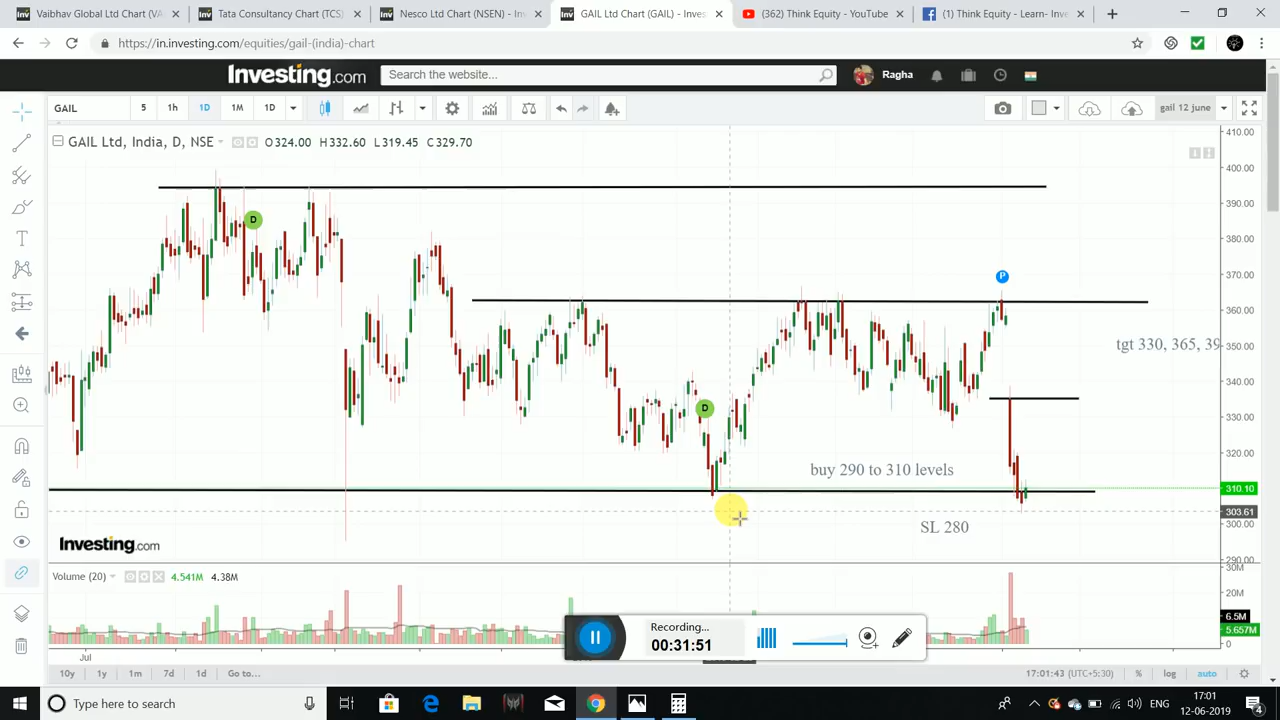 Vaibhav Global Ltd Chart (VA
Tata Consultancy Chart (TCS)
Nesco Ltd Chart (NSEN) - In
GAIL Ltd Chart (GAIL) - Inves
(362) Think Equity - YouTube
(1) Think Equity - Learn- Inve
https://in.investing.com/equities/gail-(india)-chart
Investing.com
Search the website...
Ragha
GAIL
5
1h
1D
1M
1D
gail 12 june
GAIL Ltd, India, D, NSE
O324.00 H332.60 L319.45 C329.70
410.00
400.00
390.00
380.00
370.00
360.00
350.00
340.00
330.00
320.00
310.10
303.61
300.00
290.00
D
D
P
tgt 330, 365, 39
buy 290 to 310 levels
SL 280
Investing.com
Volume (20)
4.541M 4.38M
30M
20M
6.5M
5.657M
0
Recording...
00:31:51
Jul
10y
1y
1m
7d
1d
Go to...
17:01:43 (UTC+5:30)
%
log
auto
Type here to search
ENG
17:01
12-06-2019
4